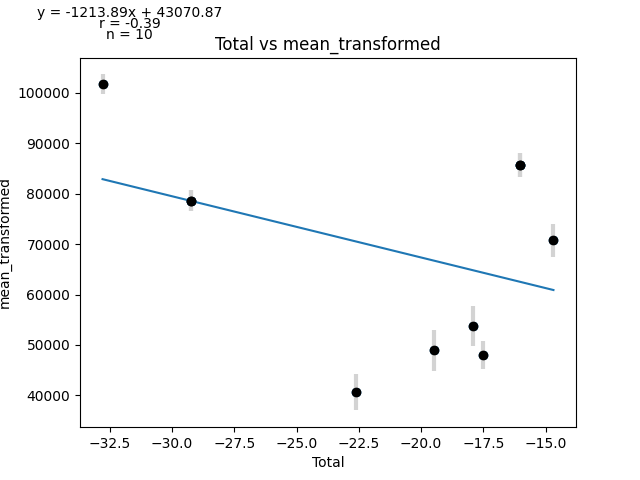 y = -1213.89x + 43070.87
r = -0.39
n = 10
Total vs mean_transformed
100000
90000
80000
70000
60000
50000
40000
mean_transformed
−32.5 −30.0 −27.5 −25.0 −22.5 −20.0 −17.5 −15.0
Total